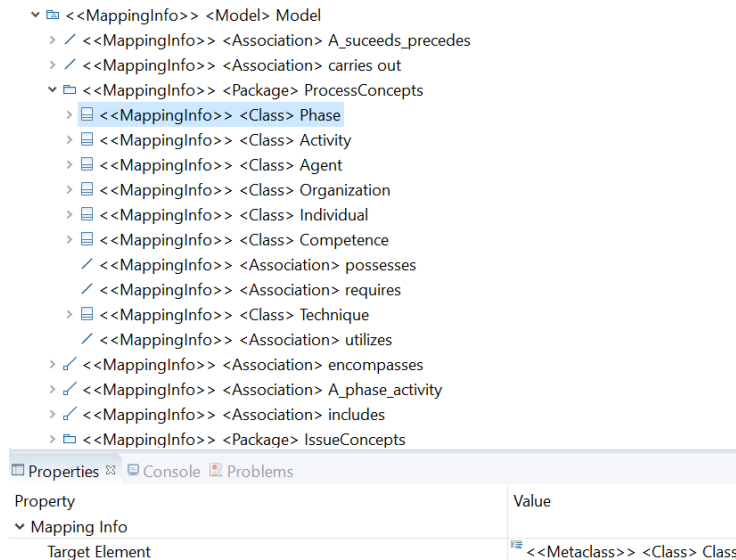 <<MappingInfo>> <Model> Model
<<MappingInfo>> <Association> A_suceeds_precedes
<<MappingInfo>> <Association> carries out
<<MappingInfo>> <Package> ProcessConcepts
<<MappingInfo>> <Class> Phase
<<MappingInfo>> <Class> Activity
<<MappingInfo>> <Class> Agent
<<MappingInfo>> <Class> Organization
<<MappingInfo>> <Class> Individual
<<MappingInfo>> <Class> Competence
<<MappingInfo>> <Association> possesses
<<MappingInfo>> <Association> requires
<<MappingInfo>> <Class> Technique
<<MappingInfo>> <Association> utilizes
<<MappingInfo>> <Association> encompasses
<<MappingInfo>> <Association> A_phase_activity
<<MappingInfo>> <Association> includes
<<MappingInfo>> <Package> IssueConcepts
Properties Console Problems
Property Value
Mapping Info
Target Element <<Metaclass>> <Class> Class